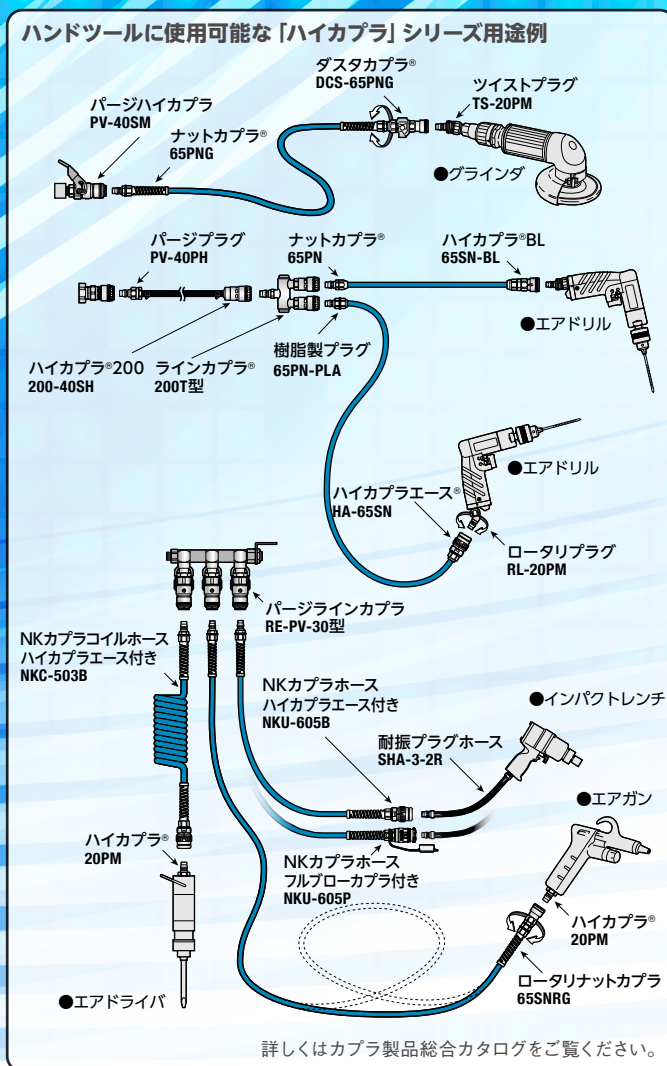 ハンドツールに使用可能な「ハイカプラ」シリーズ用途例
ダスタカプラ®
DCS-65PNG
ツイストプラグ
TS-20PM
パージハイカプラ
PV-40SM
ナットカプラ®
65PNG
●グラインダ
パージプラグ
PV-40PH
ナットカプラ®
65PN
ハイカプラ®BL
65SN-BL
●エアドリル
ハイカプラ®200
200-40SH
ラインカプラ®
200T型
樹脂製プラグ
65PN-PLA
●エアドリル
ハイカプラエース®
HA-65SN
ロータリプラグ
RL-20PM
パージラインカプラ
RE-PV-30型
NKカプラコイルホース
ハイカプラエース付き
NKC-503B
NKカプラホース
ハイカプラエース付き
NKU-605B
●インパクトレンチ
耐振プラグホース
SHA-3-2R
●エアガン
ハイカプラ®
20PM
NKカプラホース
フルブローカプラ付き
NKU-605P
ハイカプラ®
20PM
ロータリナットカプラ
65SNRG
●エアドライバ
詳しくはカプラ製品総合カタログをご覧ください。